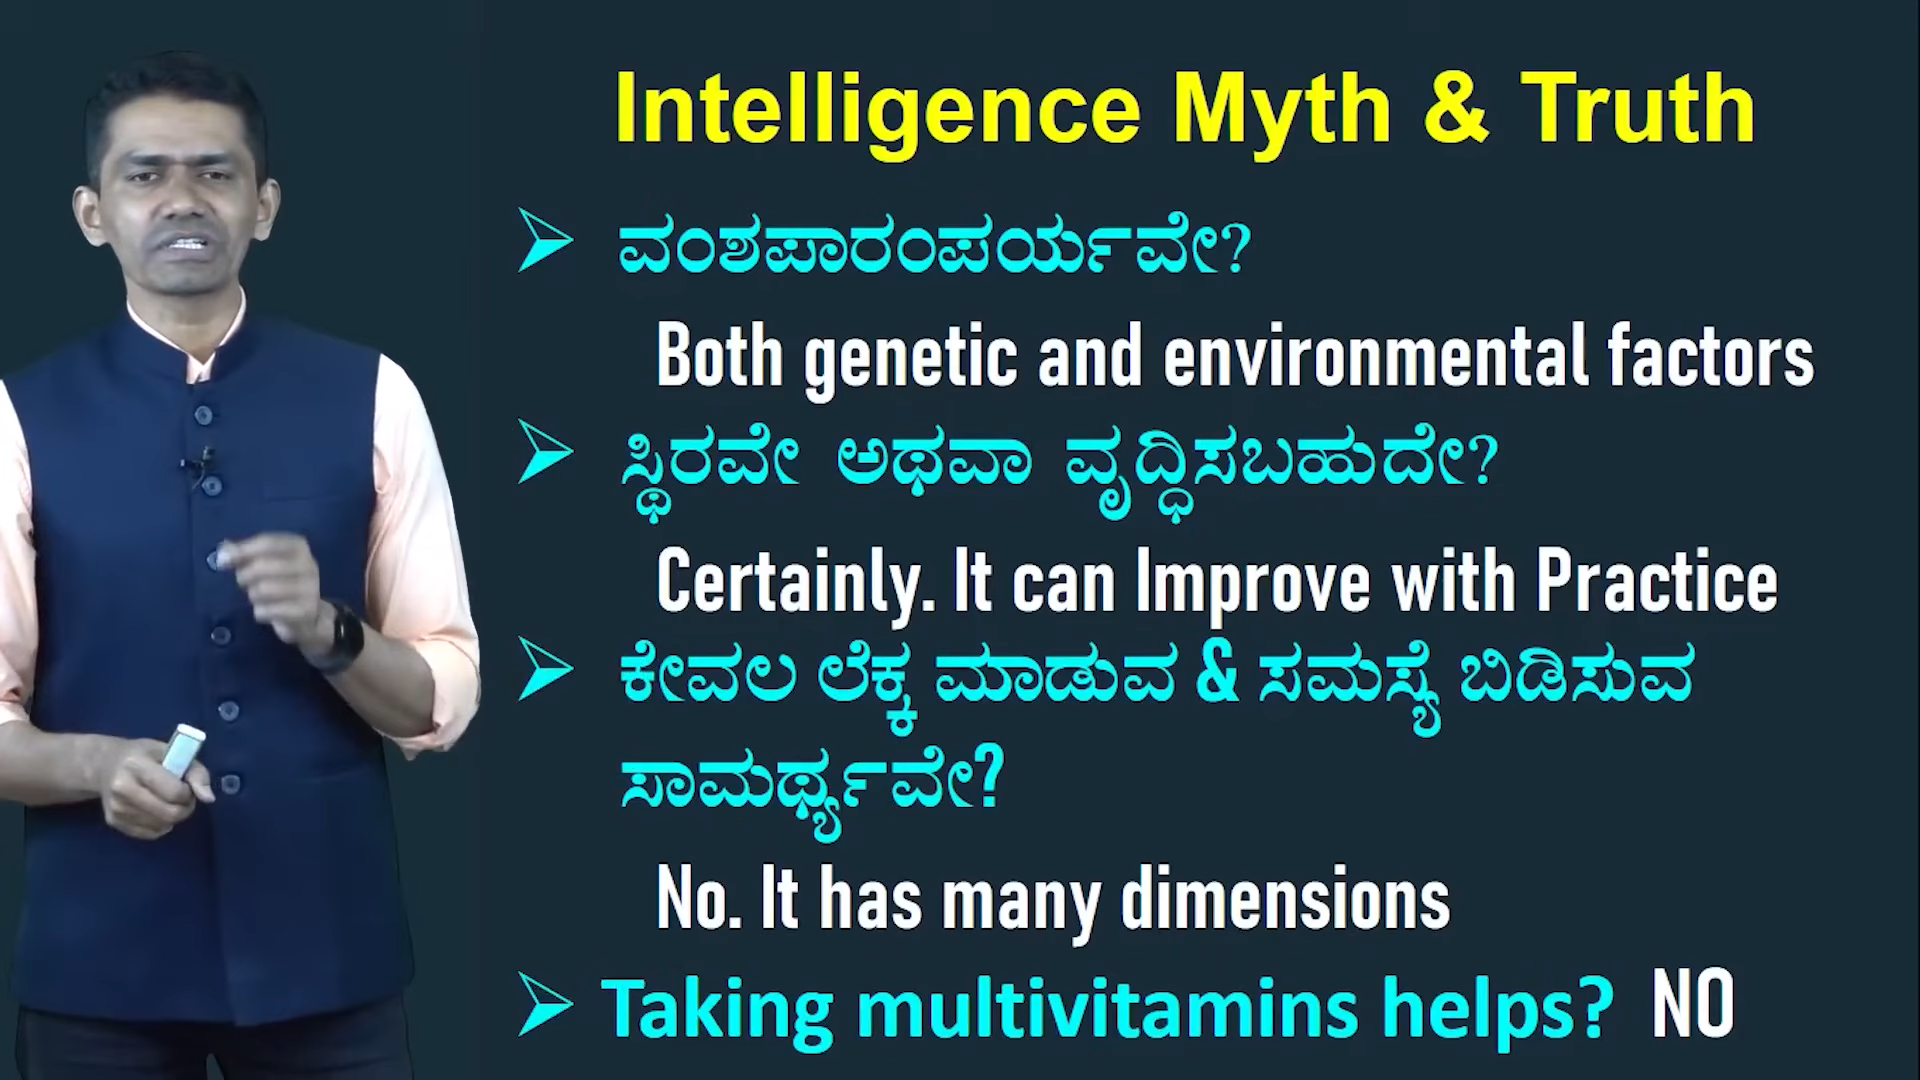 Intelligence Myth & Truth
ವಂಶಪಾರಂಪರ್ಯವೇ?
Both genetic and environmental factors
ಸ್ಥಿರವೇ ಅಥವಾ ವೃದ್ಧಿಸಬಹುದೇ?
Certainly. It can Improve with Practice
ಕೇವಲ ಲೆಕ್ಕ ಮಾಡುವ & ಸಮಸ್ಯೆ ಬಿಡಿಸುವ
ಸಾಮರ್ಥ್ಯವೇ?
No. It has many dimensions
Taking multivitamins helps? NO